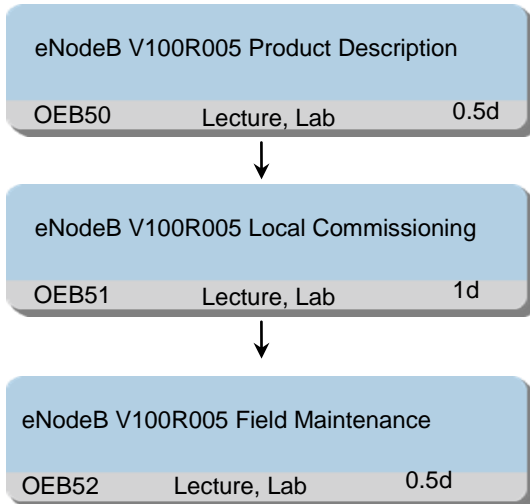 eNodeB V100R005 Product Description
OEB50 Lecture, Lab 0.5d
eNodeB V100R005 Local Commissioning
OEB51 Lecture, Lab 1d
eNodeB V100R005 Field Maintenance
OEB52 Lecture, Lab 0.5d